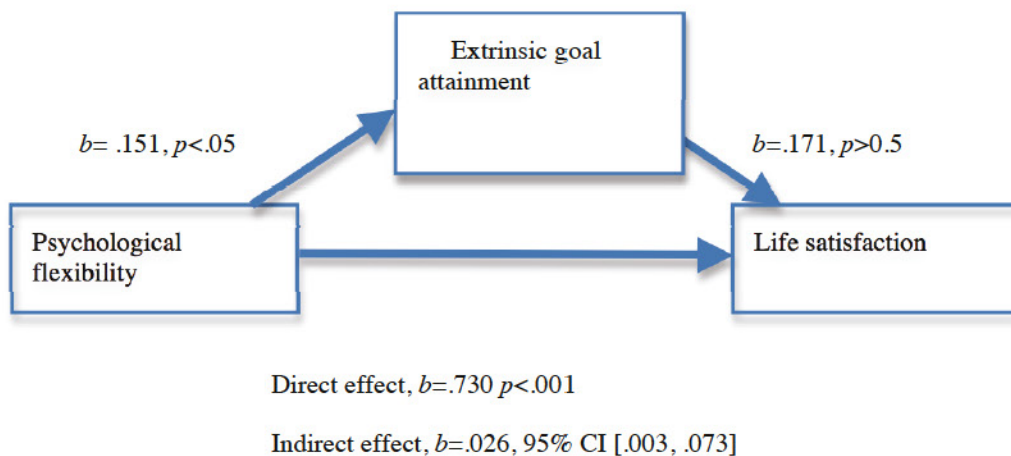 Extrinsic goal
attainment
b= .151, p<.05
b=.171, p>0.5
Psychological
flexibility
Life satisfaction
Direct effect, b=.730 p<.001
Indirect effect, b=.026, 95% CI [.003, .073]